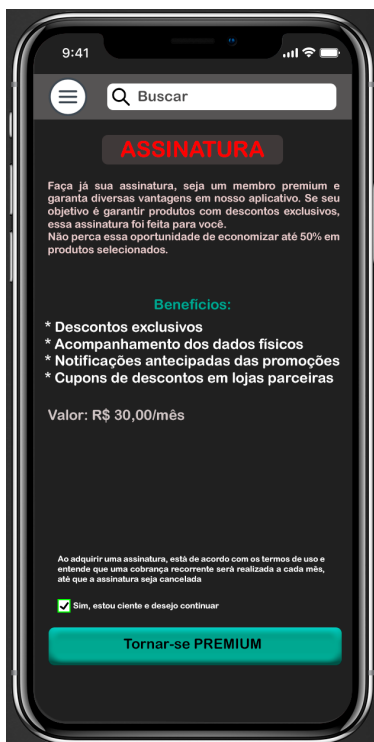 9:41
Buscar
ASSINATURA
Faça já sua assinatura, seja um membro premium e
garanta diversas vantagens em nosso aplicativo. Se seu
objetivo é garantir produtos com descontos exclusivos,
essa assinatura foi feita para você.
Não perca essa oportunidade de economizar até 50% em
produtos selecionados.
Benefícios:
* Descontos exclusivos
* Acompanhamento dos dados físicos
* Notificações antecipadas das promoções
* Cupons de descontos em lojas parceiras
Valor: R$ 30,00/mês
Ao adquirir uma assinatura, está de acordo com os termos de uso e
entende que uma cobrança recorrente será realizada a cada mês,
até que a assinatura seja cancelada
Sim, estou ciente e desejo continuar
Tornar-se PREMIUM